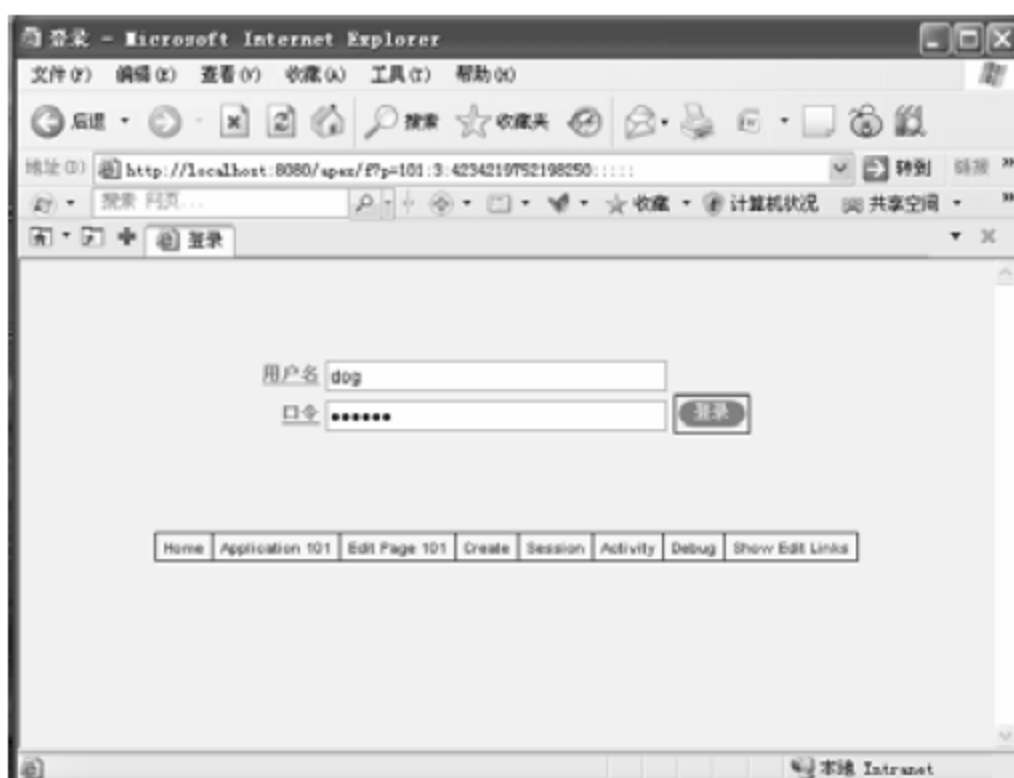 登录 - Microsoft Internet Explorer
文件(F) 编辑(E) 查看(V) 收藏(A) 工具(T) 帮助(H)
后退 搜索 收藏夹
地址(D) http://localhost:8080/apex/f?p=101:3:4234219752198250::::: 转到 链接 »
搜索 网页... 收藏 计算机状况 共享空间 »
登录
用户名 dog
口令 ●●●●●●
登录
Home Application 101 Edit Page 101 Create Session Activity Debug Show Edit Links
本地 Intranet